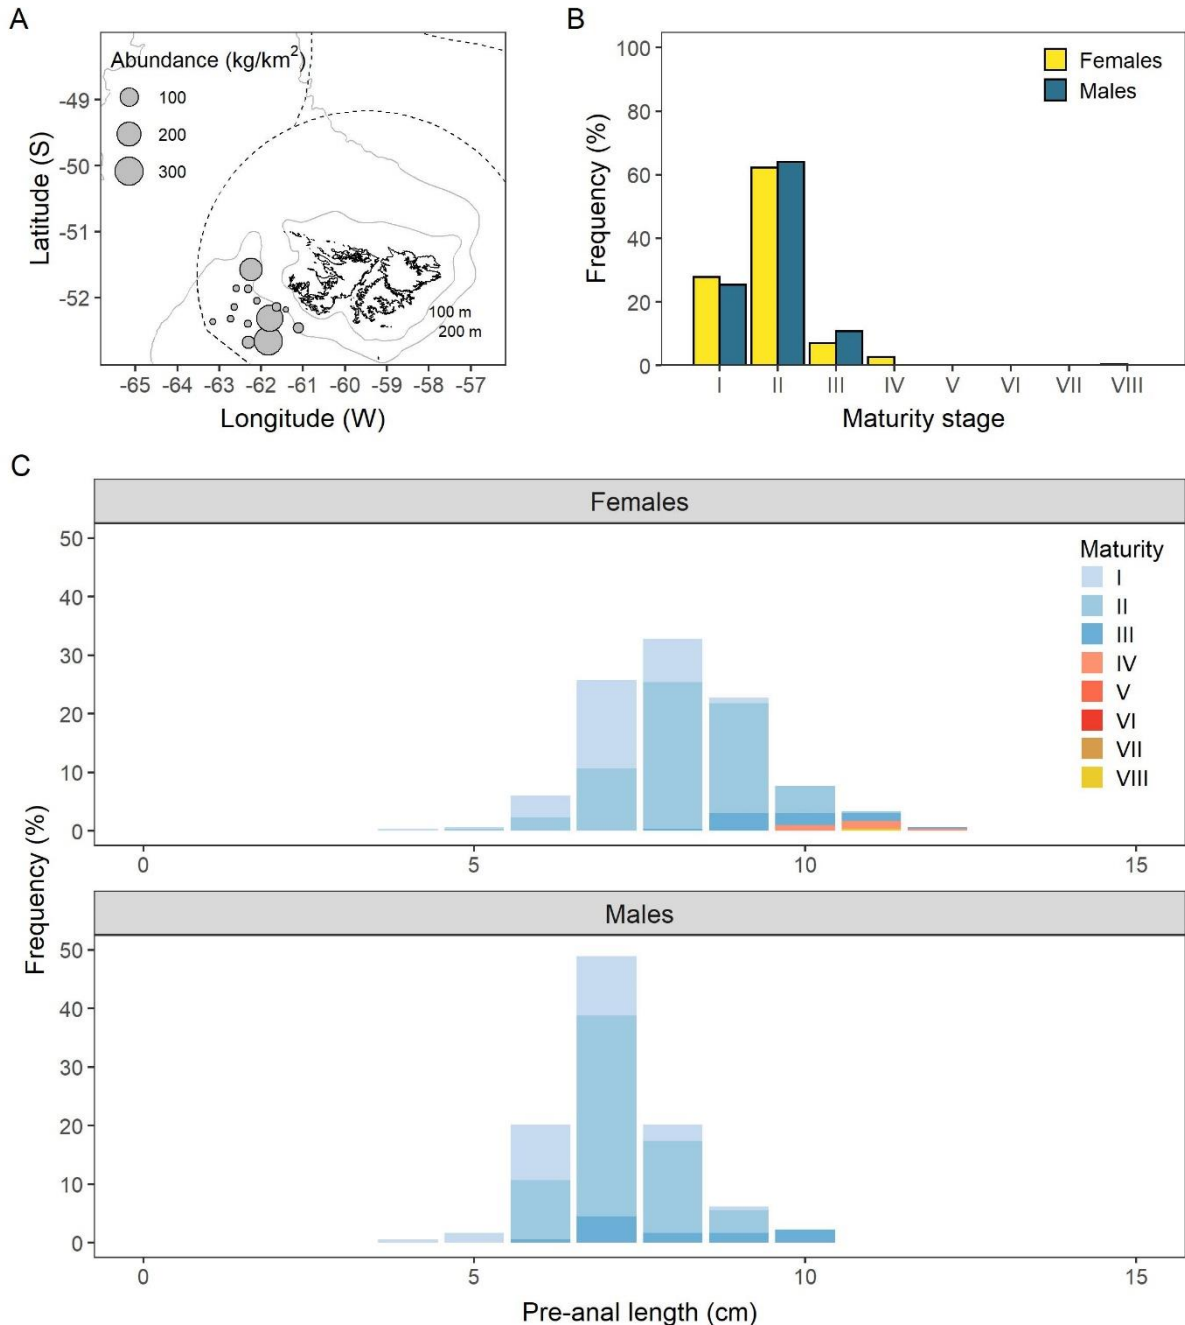 A
Abundance (kg/km²)
100
200
300
-49
-50
-51
-52
Latitude (S)
100 m
200 m
-65 -64 -63 -62 -61 -60 -59 -58 -57
Longitude (W)
B
100
80
60
40
20
0
Frequency (%)
Females
Males
I II III IV V VI VII VIII
Maturity stage
C
Females
50
40
30
20
10
0
Maturity
I
II
III
IV
V
VI
VII
VIII
0 5 10 15
Frequency (%)
Males
50
40
30
20
10
0
0 5 10 15
Pre-anal length (cm)